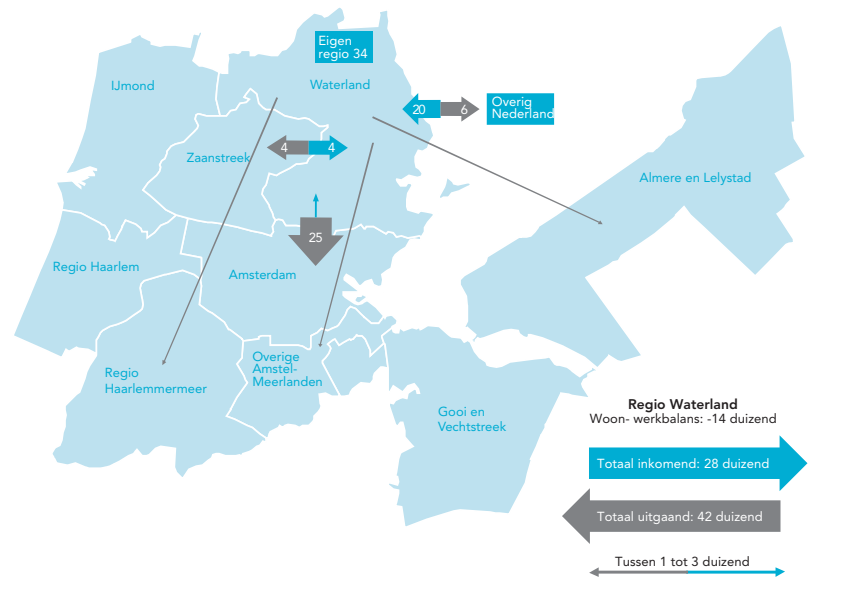 Eigen
regio 34
IJmond
Waterland
20
6
Overig
Nederland
Zaanstreek
4
4
Almere en Lelystad
25
Regio Haarlem
Amsterdam
Overige
Amstel-
Meerlanden
Regio
Haarlemmermeer
Gooi en
Vechtstreek
Regio Waterland
Woon- werkbalans: -14 duizend
Totaal inkomend: 28 duizend
Totaal uitgaand: 42 duizend
Tussen 1 tot 3 duizend